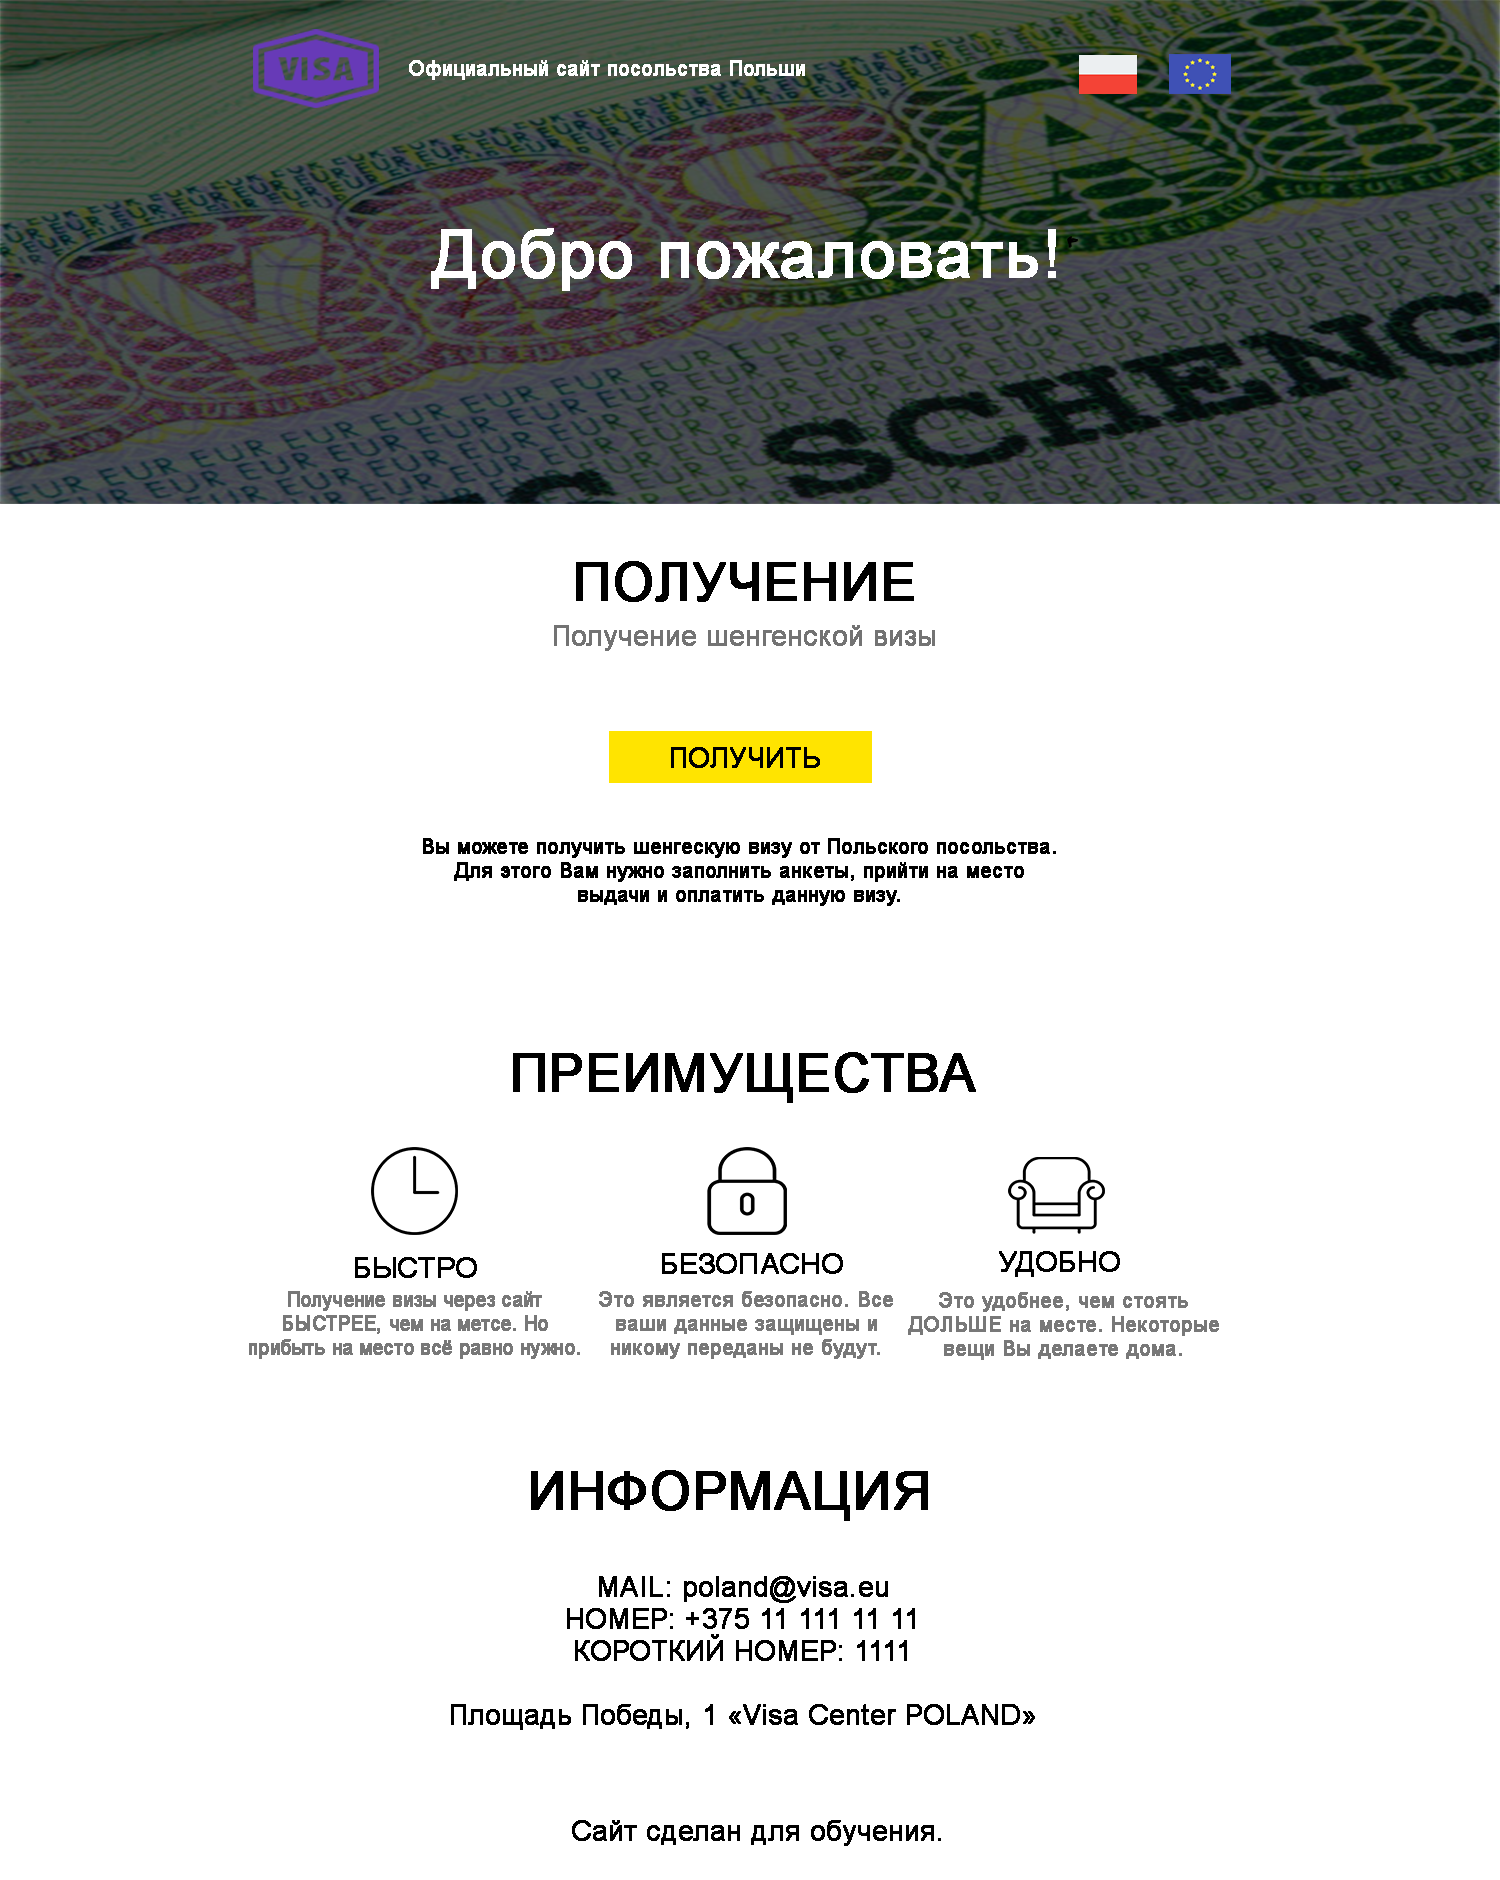 VISA
Официальный сайт посольства Польши
Добро пожаловать!
SCHENG
ПОЛУЧЕНИЕ
Получение шенгенской визы
ПОЛУЧИТЬ
Вы можете получить шенгескую визу от Польского посольства.
Для этого Вам нужно заполнить анкеты, прийти на место
выдачи и оплатить данную визу.
ПРЕИМУЩЕСТВА
БЫСТРО
Получение визы через сайт
БЫСТРЕЕ, чем на метсе. Но
прибыть на место всё равно нужно.
БЕЗОПАСНО
Это является безопасно. Все
ваши данные защищены и
никому переданы не будут.
УДОБНО
Это удобнее, чем стоять
ДОЛЬШЕ на месте. Некоторые
вещи Вы делаете дома.
ИНФОРМАЦИЯ
MAIL: poland@visa.eu
НОМЕР: +375 11 111 11 11
КОРОТКИЙ НОМЕР: 1111
Площадь Победы, 1 «Visa Center POLAND»
Сайт сделан для обучения.